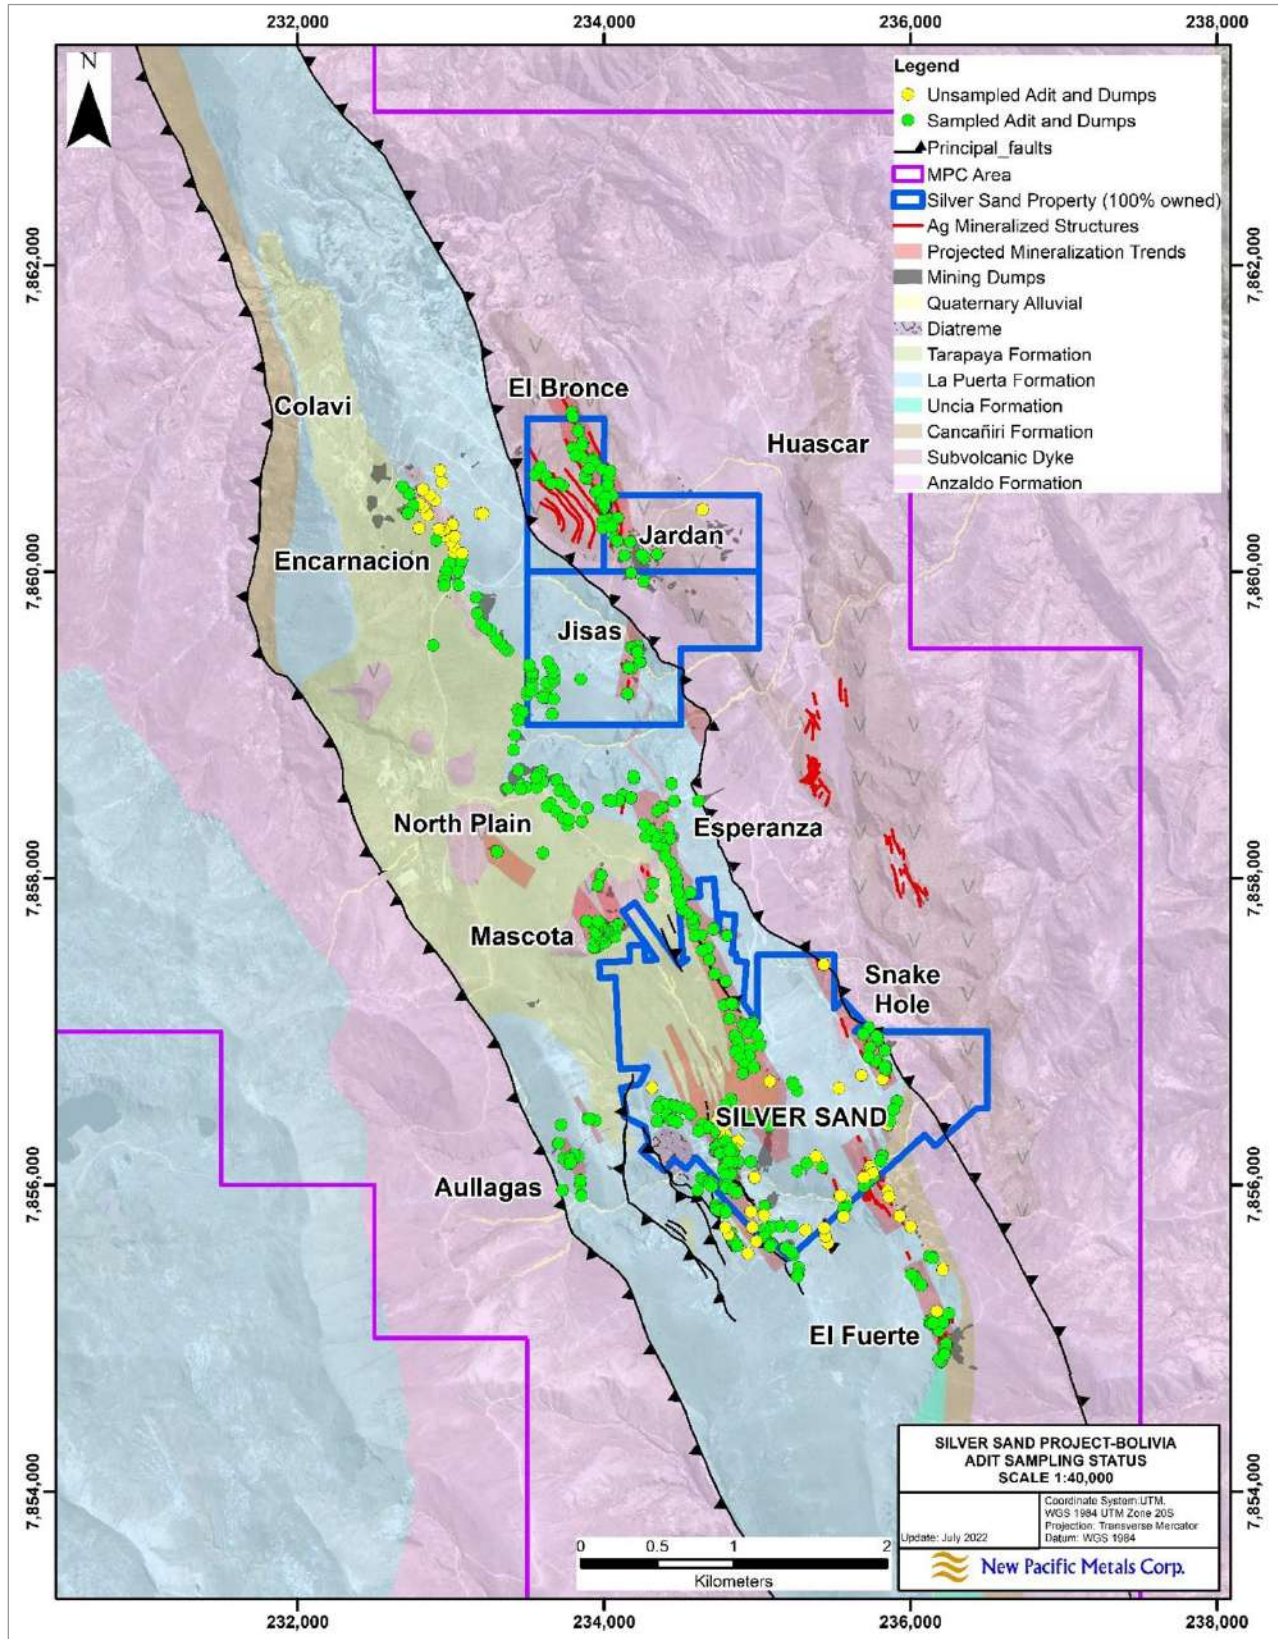 232,000 234,000 236,000 238,000
N
Legend
Unsampled Adit and Dumps
Sampled Adit and Dumps
Principal_faults
MPC Area
Silver Sand Property (100% owned)
Ag Mineralized Structures
Projected Mineralization Trends
Mining Dumps
Quaternary Alluvial
Diatreme
Tarapaya Formation
La Puerta Formation
Uncia Formation
Cancañiri Formation
Subvolcanic Dyke
Anzaldo Formation
7,862,000 7,862,000
El Bronce
Colavi
Huascar
Jardan
Encarnacion
7,860,000 7,860,000
Jisas
North Plain
Esperanza
7,858,000 7,858,000
Mascota
Snake
Hole
SILVER SAND
Aullagas
7,856,000 7,856,000
El Fuerte
7,854,000 7,854,000
SILVER SAND PROJECT-BOLIVIA
ADIT SAMPLING STATUS
SCALE 1:40,000
Coordinate System:UTM,
WGS 1984 UTM Zone 20S
Projection: Transverse Mercator
Datum: WGS 1984
Update: July 2022
New Pacific Metals Corp.
0 0.5 1 2
Kilometers
232,000 234,000 236,000 238,000